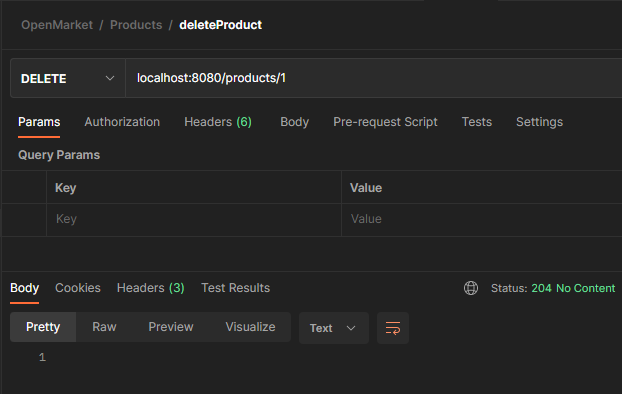 OpenMarket / Products / deleteProduct
DELETE localhost:8080/products/1
Params Authorization Headers (6) Body Pre-request Script Tests Settings
Query Params
Key Value
Key Value
Body Cookies Headers (3) Test Results Status: 204 No Content
Pretty Raw Preview Visualize Text
1